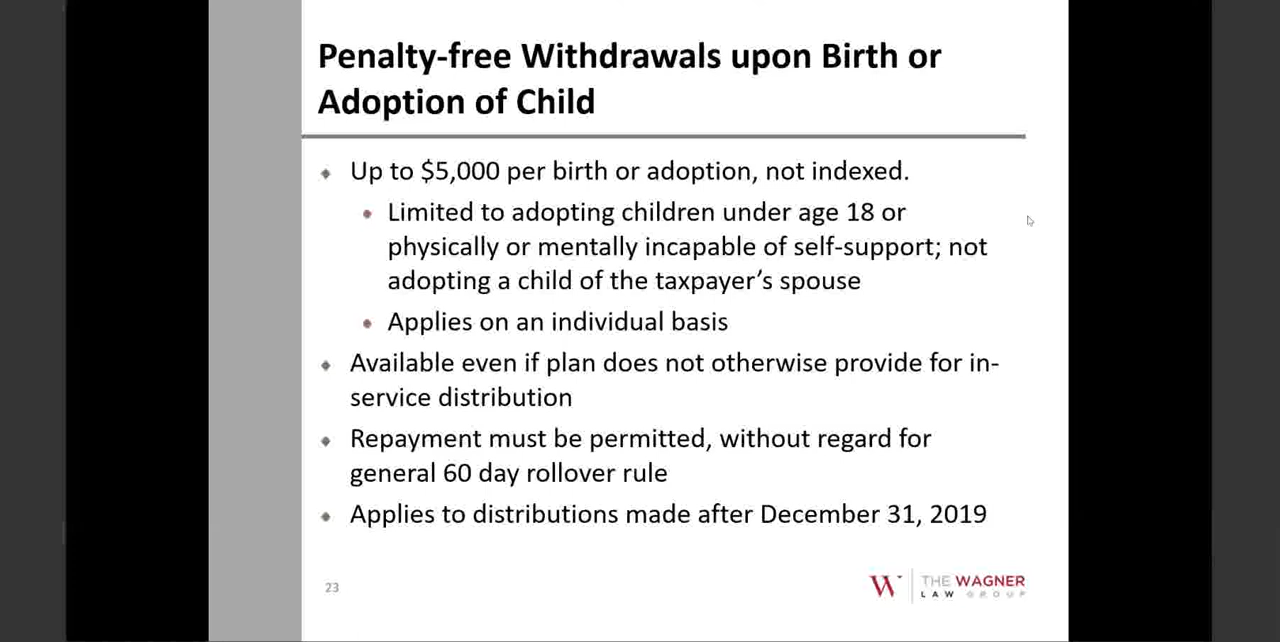 Penalty-free Withdrawals upon Birth or
Adoption of Child
Up to $5,000 per birth or adoption, not indexed.
Limited to adopting children under age 18 or
physically or mentally incapable of self-support; not
adopting a child of the taxpayer’s spouse
Applies on an individual basis
Available even if plan does not otherwise provide for in-
service distribution
Repayment must be permitted, without regard for
general 60 day rollover rule
Applies to distributions made after December 31, 2019
23
W THE WAGNER
LAW GROUP